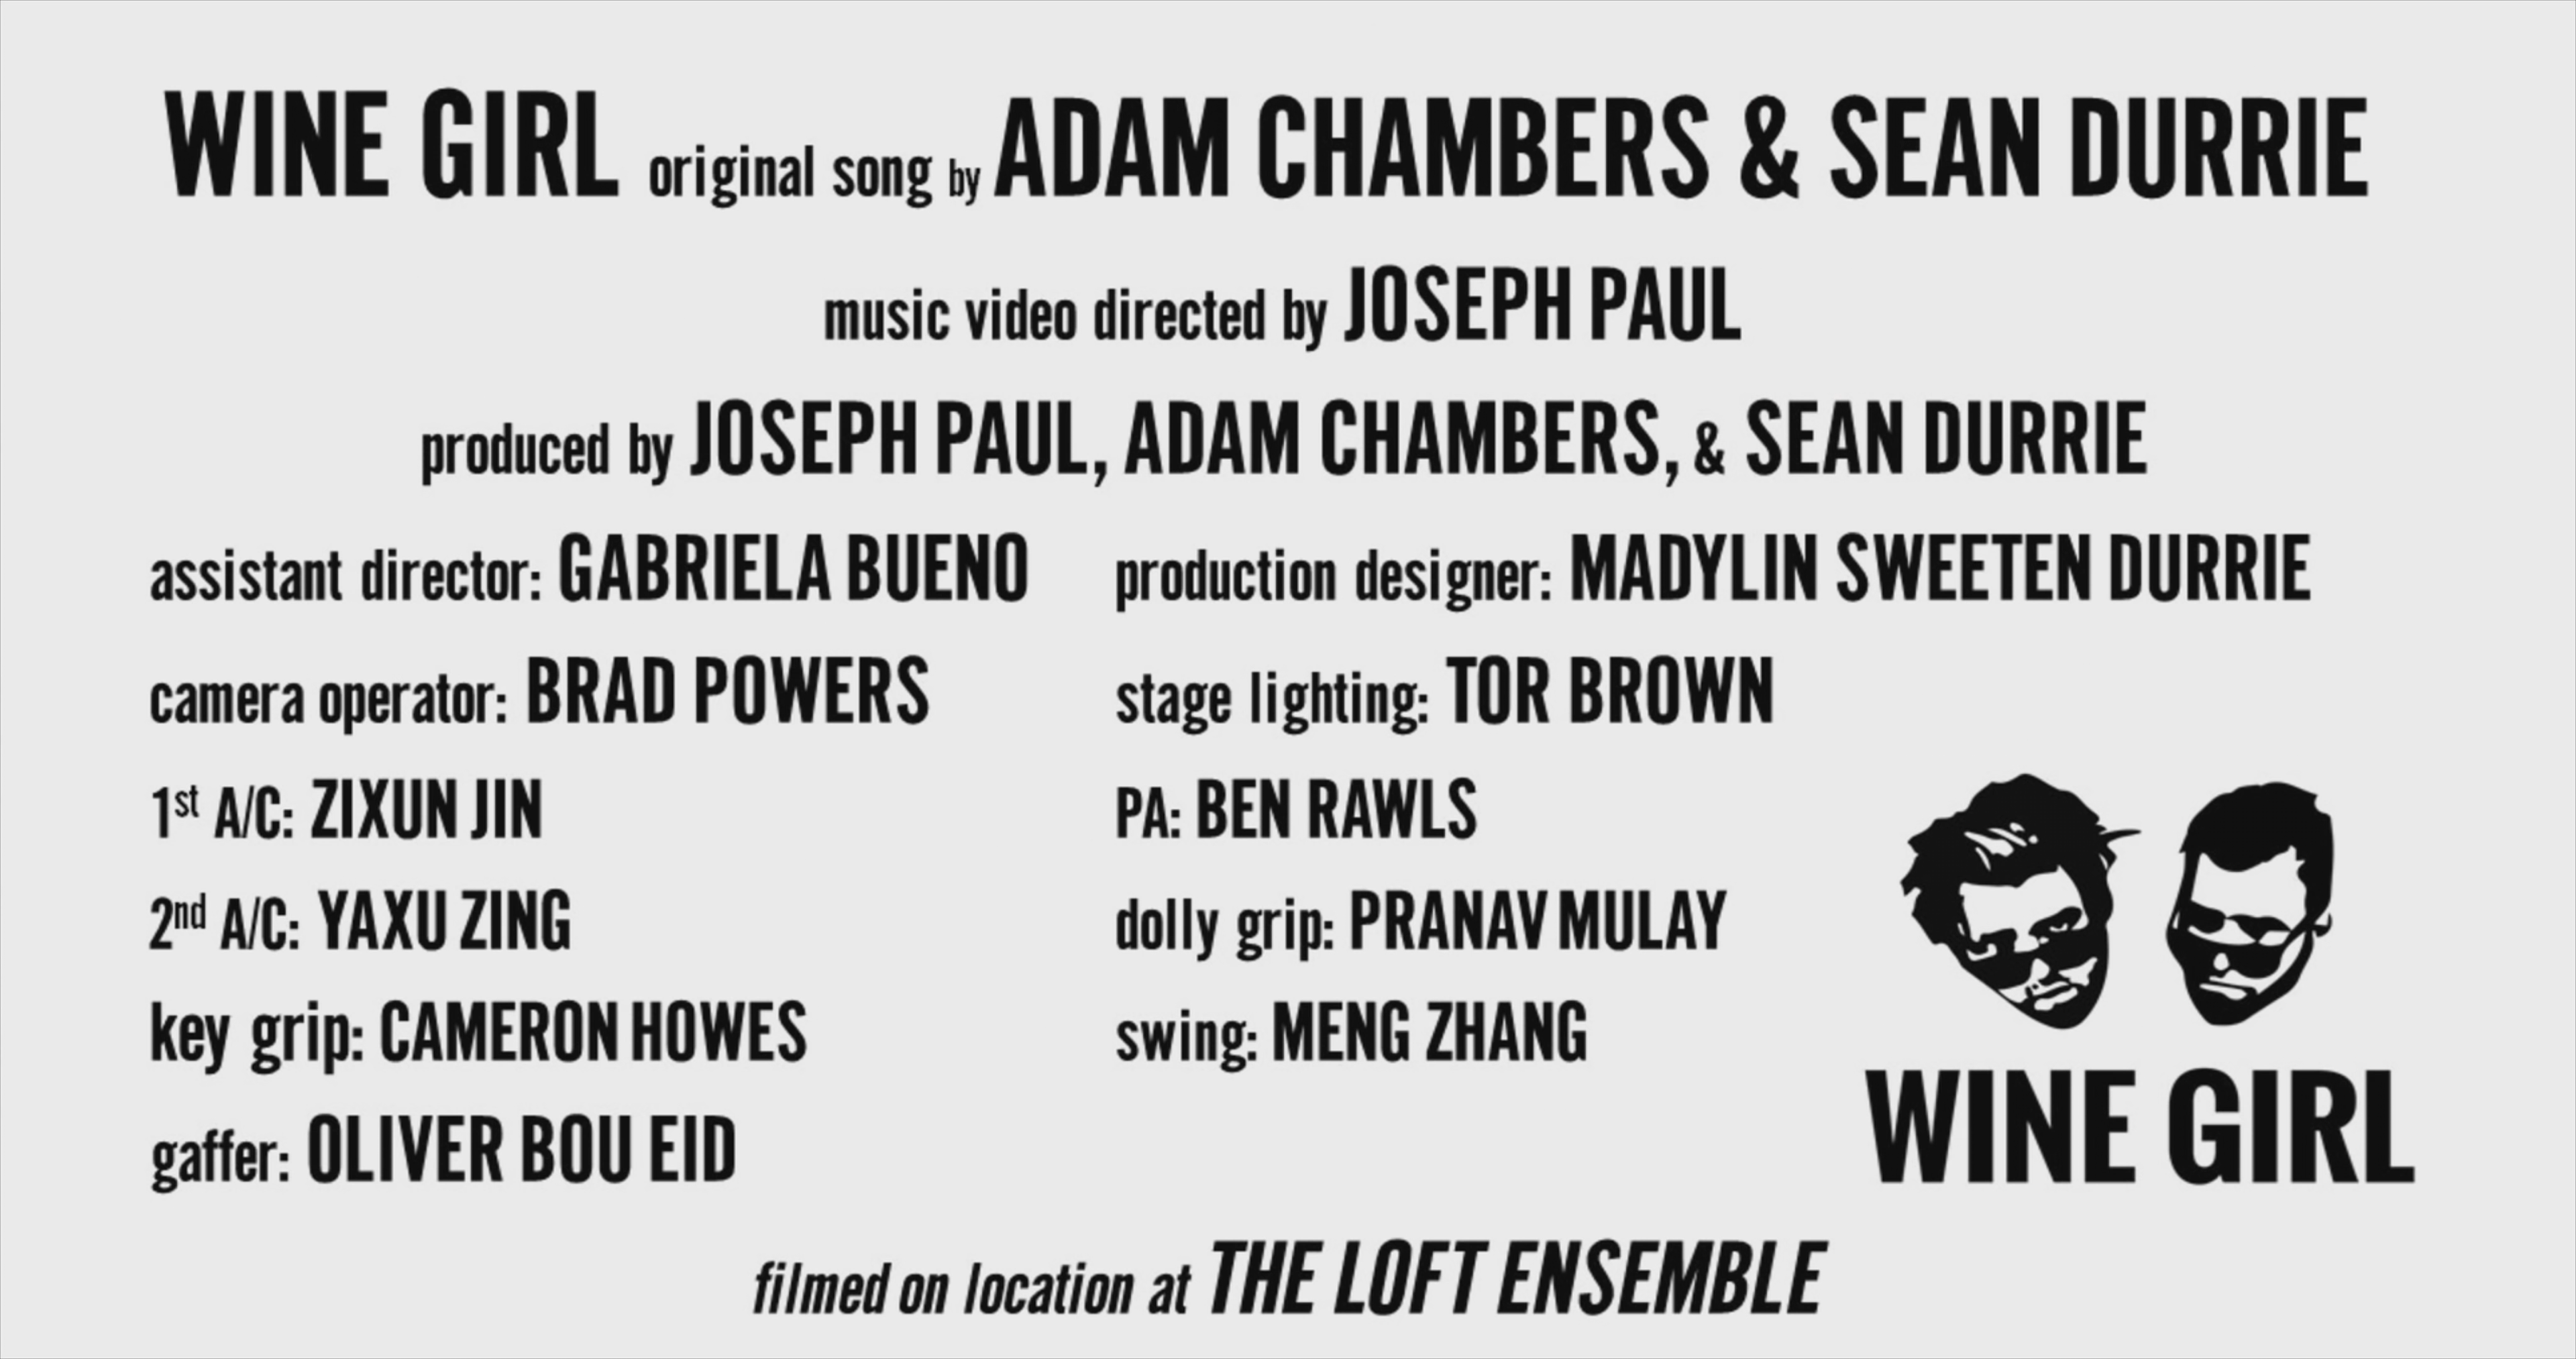 WINE GIRL original song by ADAM CHAMBERS & SEAN DURRIE
music video directed by JOSEPH PAUL
produced by JOSEPH PAUL, ADAM CHAMBERS, & SEAN DURRIE
assistant director: GABRIELA BUENO
camera operator: BRAD POWERS
1st A/C: ZIXUN JIN
2nd A/C: YAXU ZING
key grip: CAMERON HOWES
gaffer: OLIVER BOU EID
production designer: MADYLIN SWEETEN DURRIE
stage lighting: TOR BROWN
PA: BEN RAWLS
dolly grip: PRANAV MULAY
swing: MENG ZHANG
WINE GIRL
filmed on location at THE LOFT ENSEMBLE